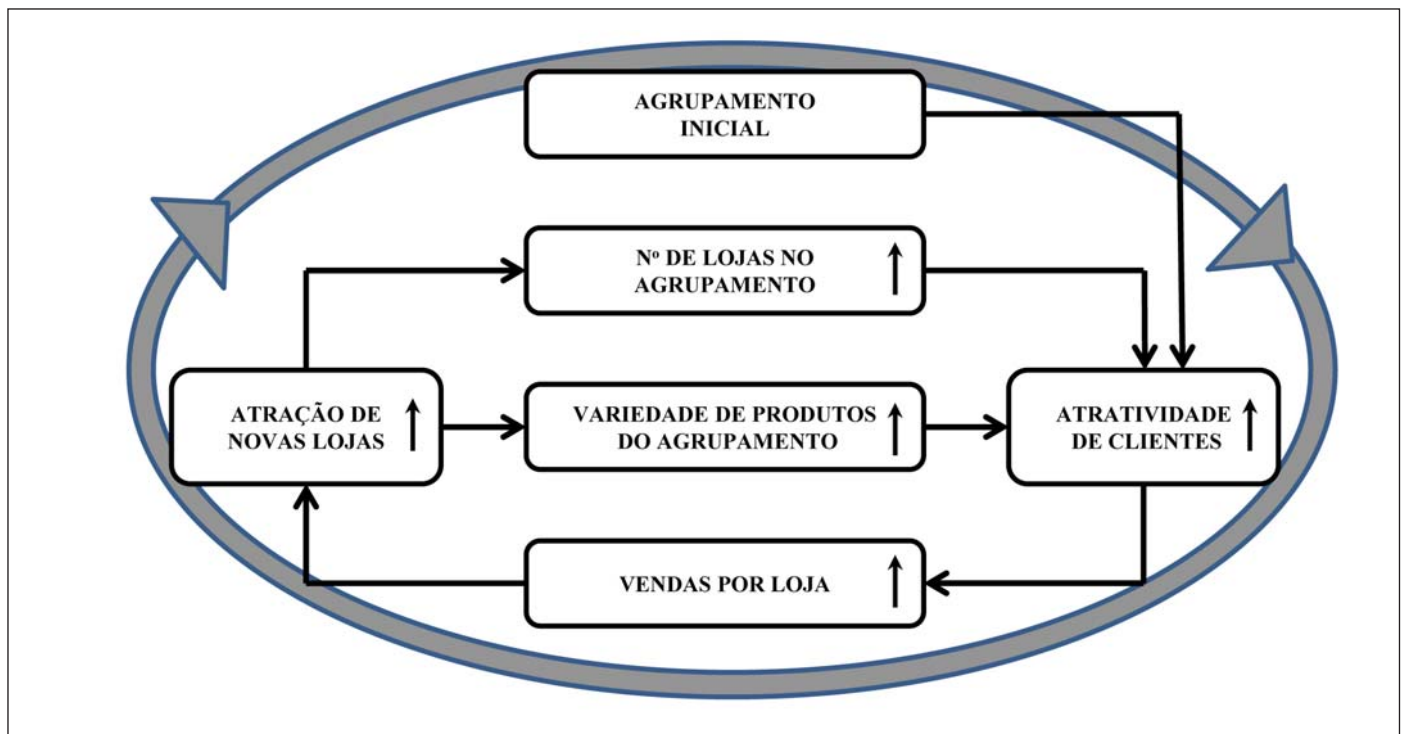 AGRUPAMENTO
INICIAL
Nº DE LOJAS NO
AGRUPAMENTO
ATRAÇÃO DE
NOVAS LOJAS
VARIEDADE DE PRODUTOS
DO AGRUPAMENTO
ATRATIVIDADE
DE CLIENTES
VENDAS POR LOJA